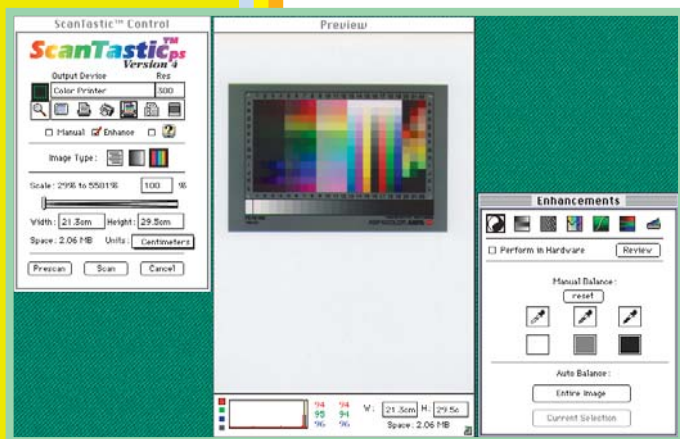 ScanTastic™ Control
ScanTastic™ps
Version 4
Output Device Res
Color Printer 300
Manual Enhance
Image Type:
Scale: 29% to 5501% 100 %
Width: 21.3cm Height: 29.5cm
Space: 2.06 MB Units: Centimeters
Prescan Scan Cancel
Preview
94 94
95 94
96 96
W: 21.3cm H: 29.5c
Space: 2.06 MB
Enhancements
Perform in Hardware Review
Manual Balance:
reset
Auto Balance:
Entire Image
Current Selection